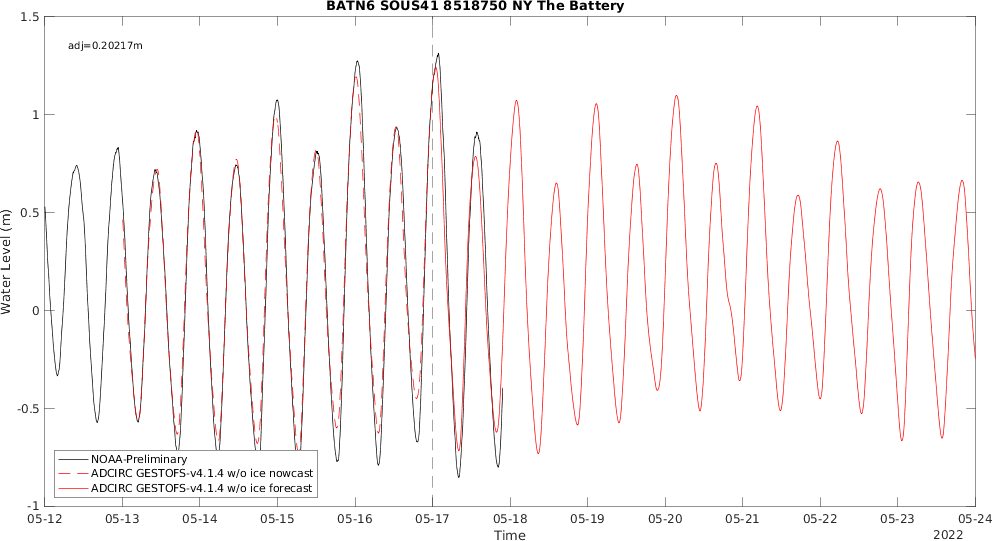 BATN6 SOUS41 8518750 NY The Battery
adj=0.20217m
Water Level (m)
1.5
1
0.5
0
-0.5
-1
NOAA-Preliminary
ADCIRC GESTOFS-v4.1.4 w/o ice nowcast
ADCIRC GESTOFS-v4.1.4 w/o ice forecast
05-12 05-13 05-14 05-15 05-16 05-17 05-18 05-19 05-20 05-21 05-22 05-23 05-24
Time
2022